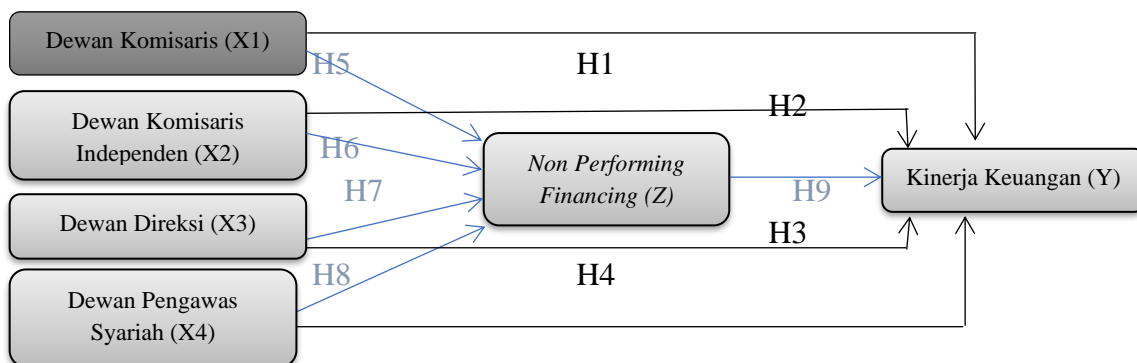 Dewan Komisaris (X1)
H5
H1
H2
Dewan Komisaris
Independen (X2)
H6
Non Performing
Financing (Z)
H7
H9
Kinerja Keuangan (Y)
Dewan Direksi (X3)
H3
H8
H4
Dewan Pengawas
Syariah (X4)